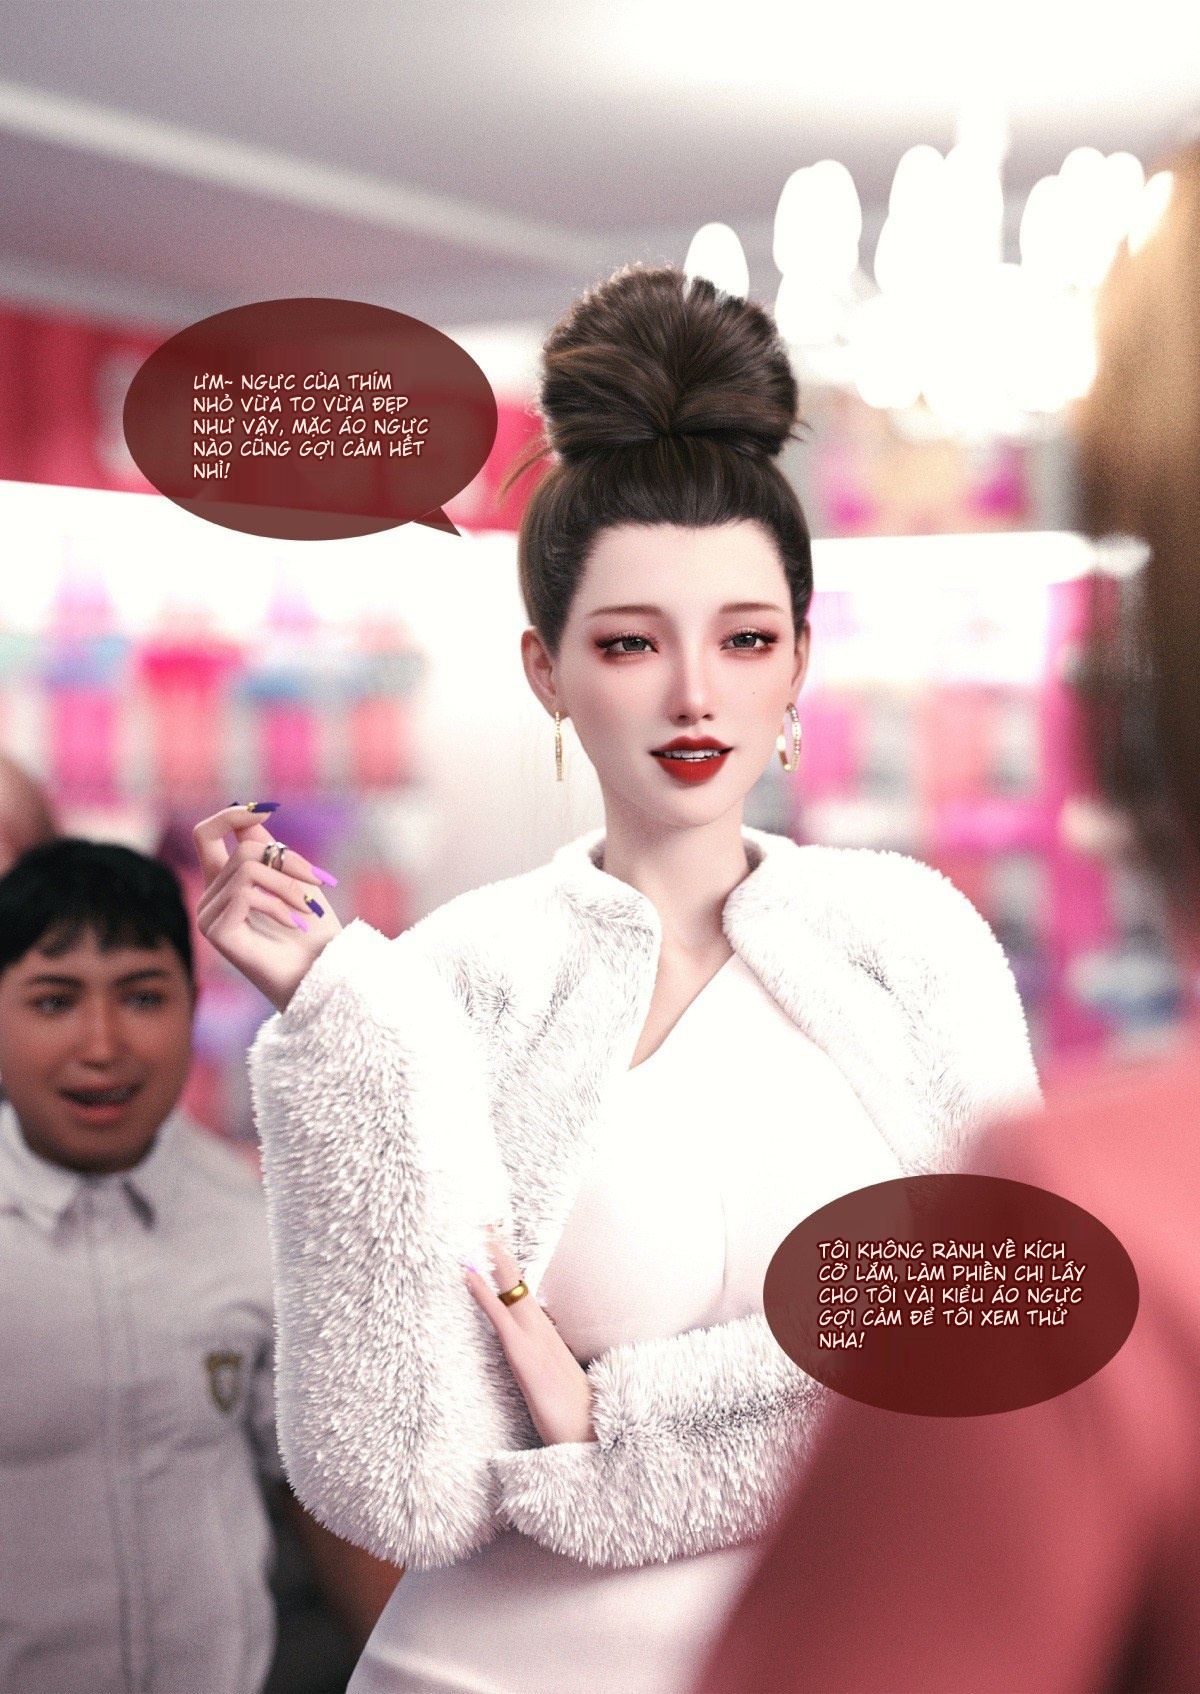 ƯM~ NGỰC CỦA THÍM
NHỎ VỪA TO VỪA ĐẸP
NHƯ VẬY, MẶC ÁO NGỰC
NÀO CŨNG GỢI CẢM HẾT
NHỈ!
TÔI KHÔNG RÀNH VỀ KÍCH
CỠ LẮM, LÀM PHIỀN CHỊ LẤY
CHO TÔI VÀI KIỂU ÁO NGỰC
GỢI CẢM ĐỂ TÔI XEM THỬ
NHA!